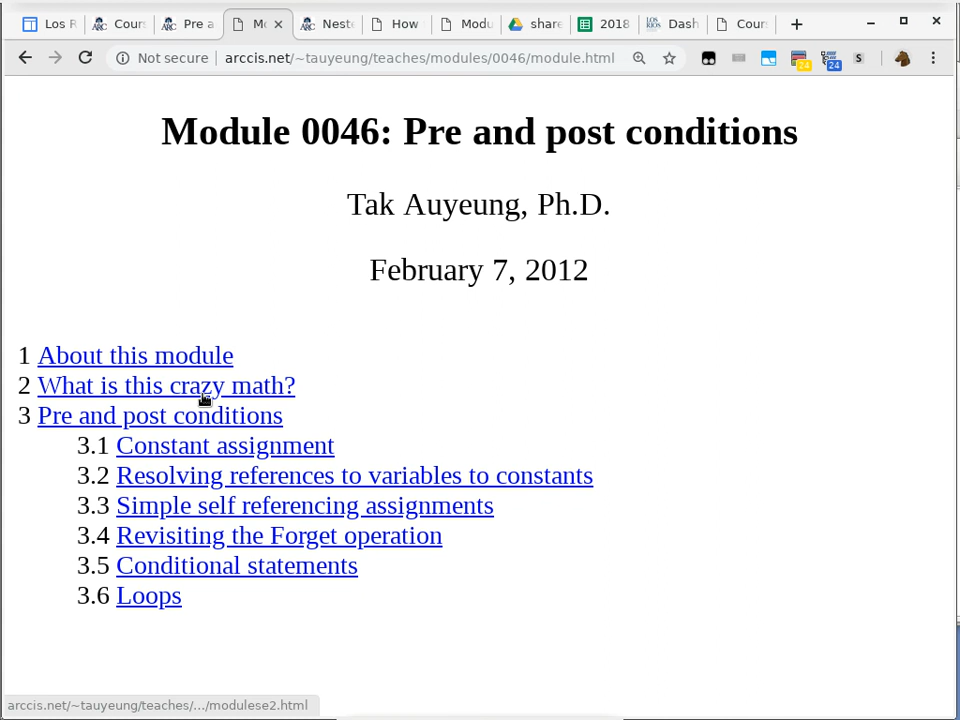 Los R Cour Pre a Mo Nest How Modu share 2018 Dash Cour
Not secure arccis.net/~tauyeung/teaches/modules/0046/module.html 24 24 S
Module 0046: Pre and post conditions
Tak Auyeung, Ph.D.
February 7, 2012
1 About this module
2 What is this crazy math?
3 Pre and post conditions
3.1 Constant assignment
3.2 Resolving references to variables to constants
3.3 Simple self referencing assignments
3.4 Revisiting the Forget operation
3.5 Conditional statements
3.6 Loops
arccis.net/~tauyeung/teaches/.../modulese2.html